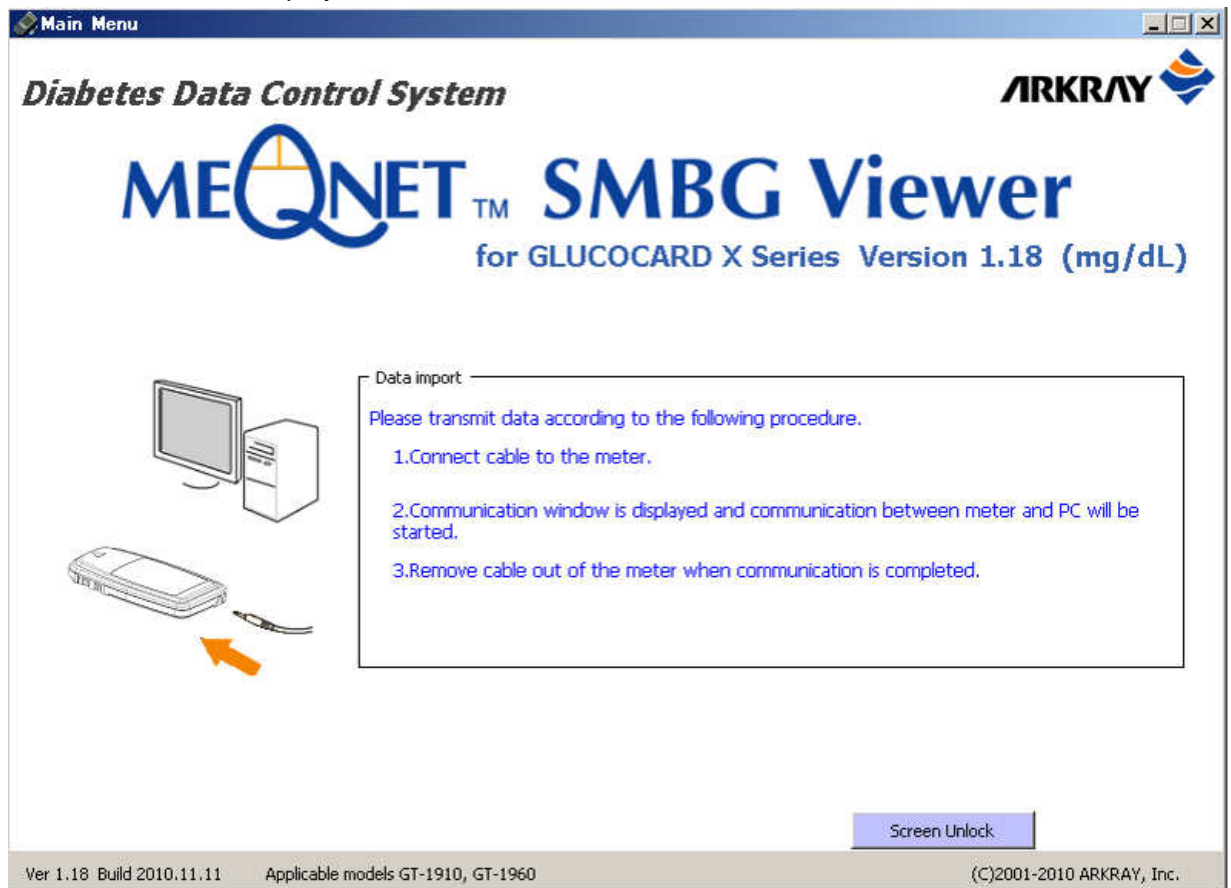 Main Menu
Diabetes Data Control System
ARKRAY
MEQNET TM SMBG Viewer
for GLUCOCARD X Series Version 1.18 (mg/dL)
Data import
Please transmit data according to the following procedure.
1.Connect cable to the meter.
2.Communication window is displayed and communication between meter and PC will be
started.
3.Remove cable out of the meter when communication is completed.
Screen Unlock
Ver 1.18 Build 2010.11.11 Applicable models GT-1910, GT-1960 (C)2001-2010 ARKRAY, Inc.